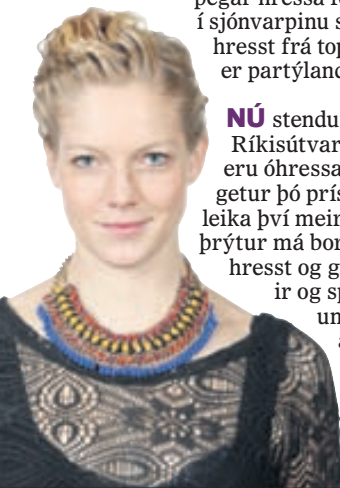 þegar hressa
í sjónvarpinu s
hresst frá top
er partýland
NÚ stendu
Ríkisútvar
eru óhressa
getur þó prís
leika því meir
þrýtur má bor
hresst og g
ir og sp
un